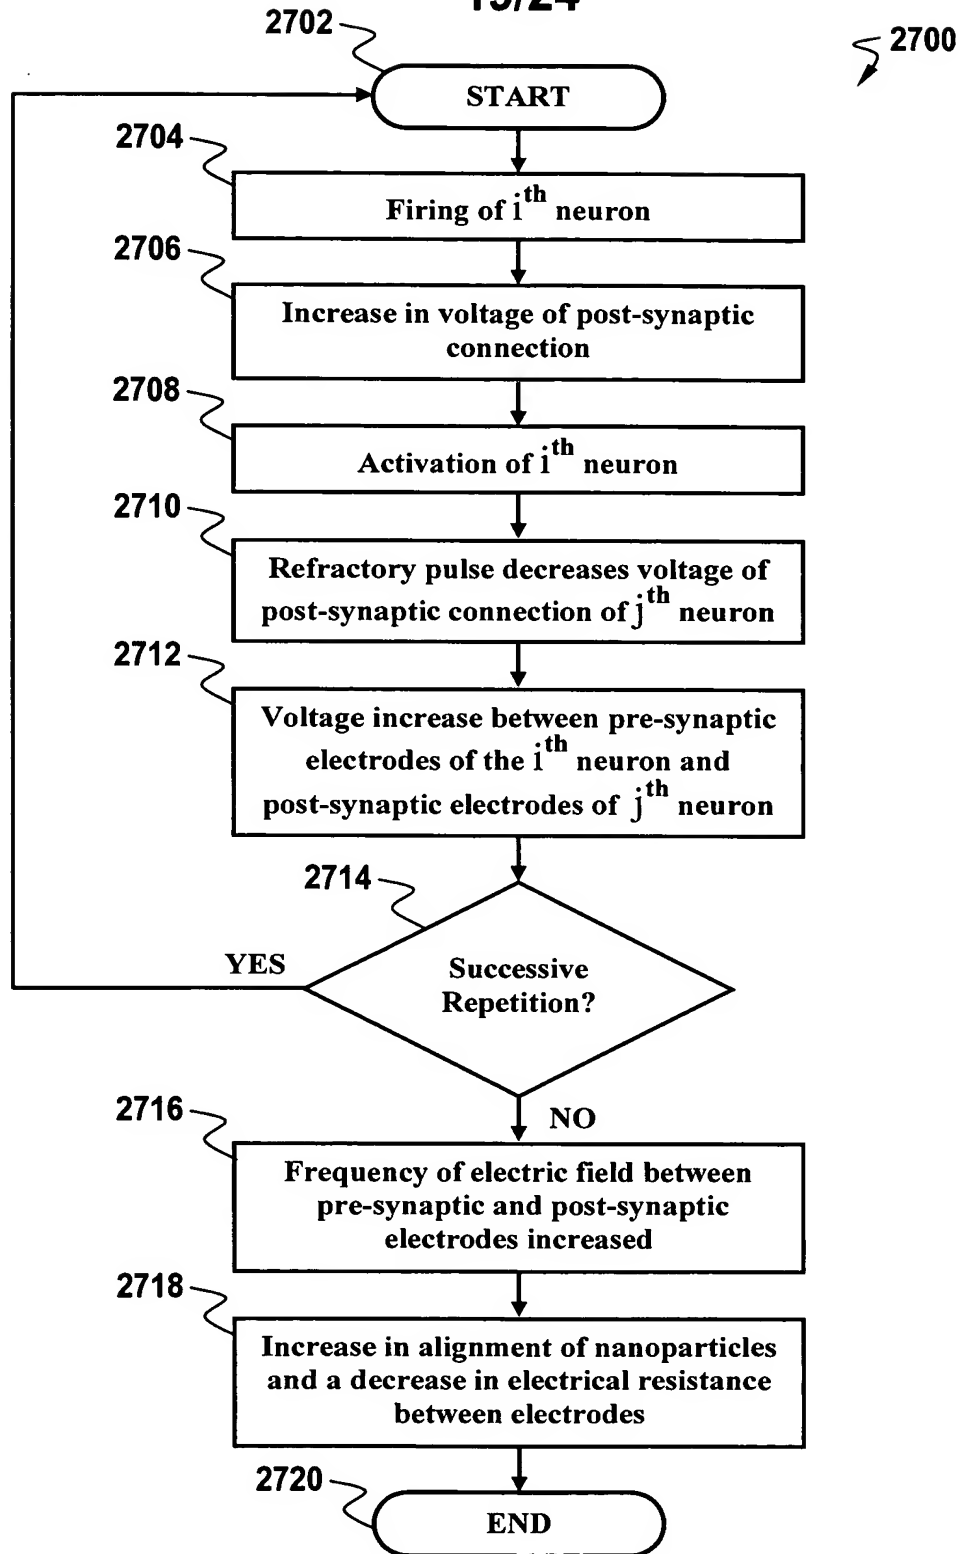 2702
2700
START
2704
Firing of i^th neuron
2706
Increase in voltage of post-synaptic
connection
2708
Activation of i^th neuron
2710
Refractory pulse decreases voltage of
post-synaptic connection of j^th neuron
2712
Voltage increase between pre-synaptic
electrodes of the i^th neuron and
post-synaptic electrodes of j^th neuron
2714
YES
Successive
Repetition?
NO
2716
Frequency of electric field between
pre-synaptic and post-synaptic
electrodes increased
2718
Increase in alignment of nanoparticles
and a decrease in electrical resistance
between electrodes
2720
END